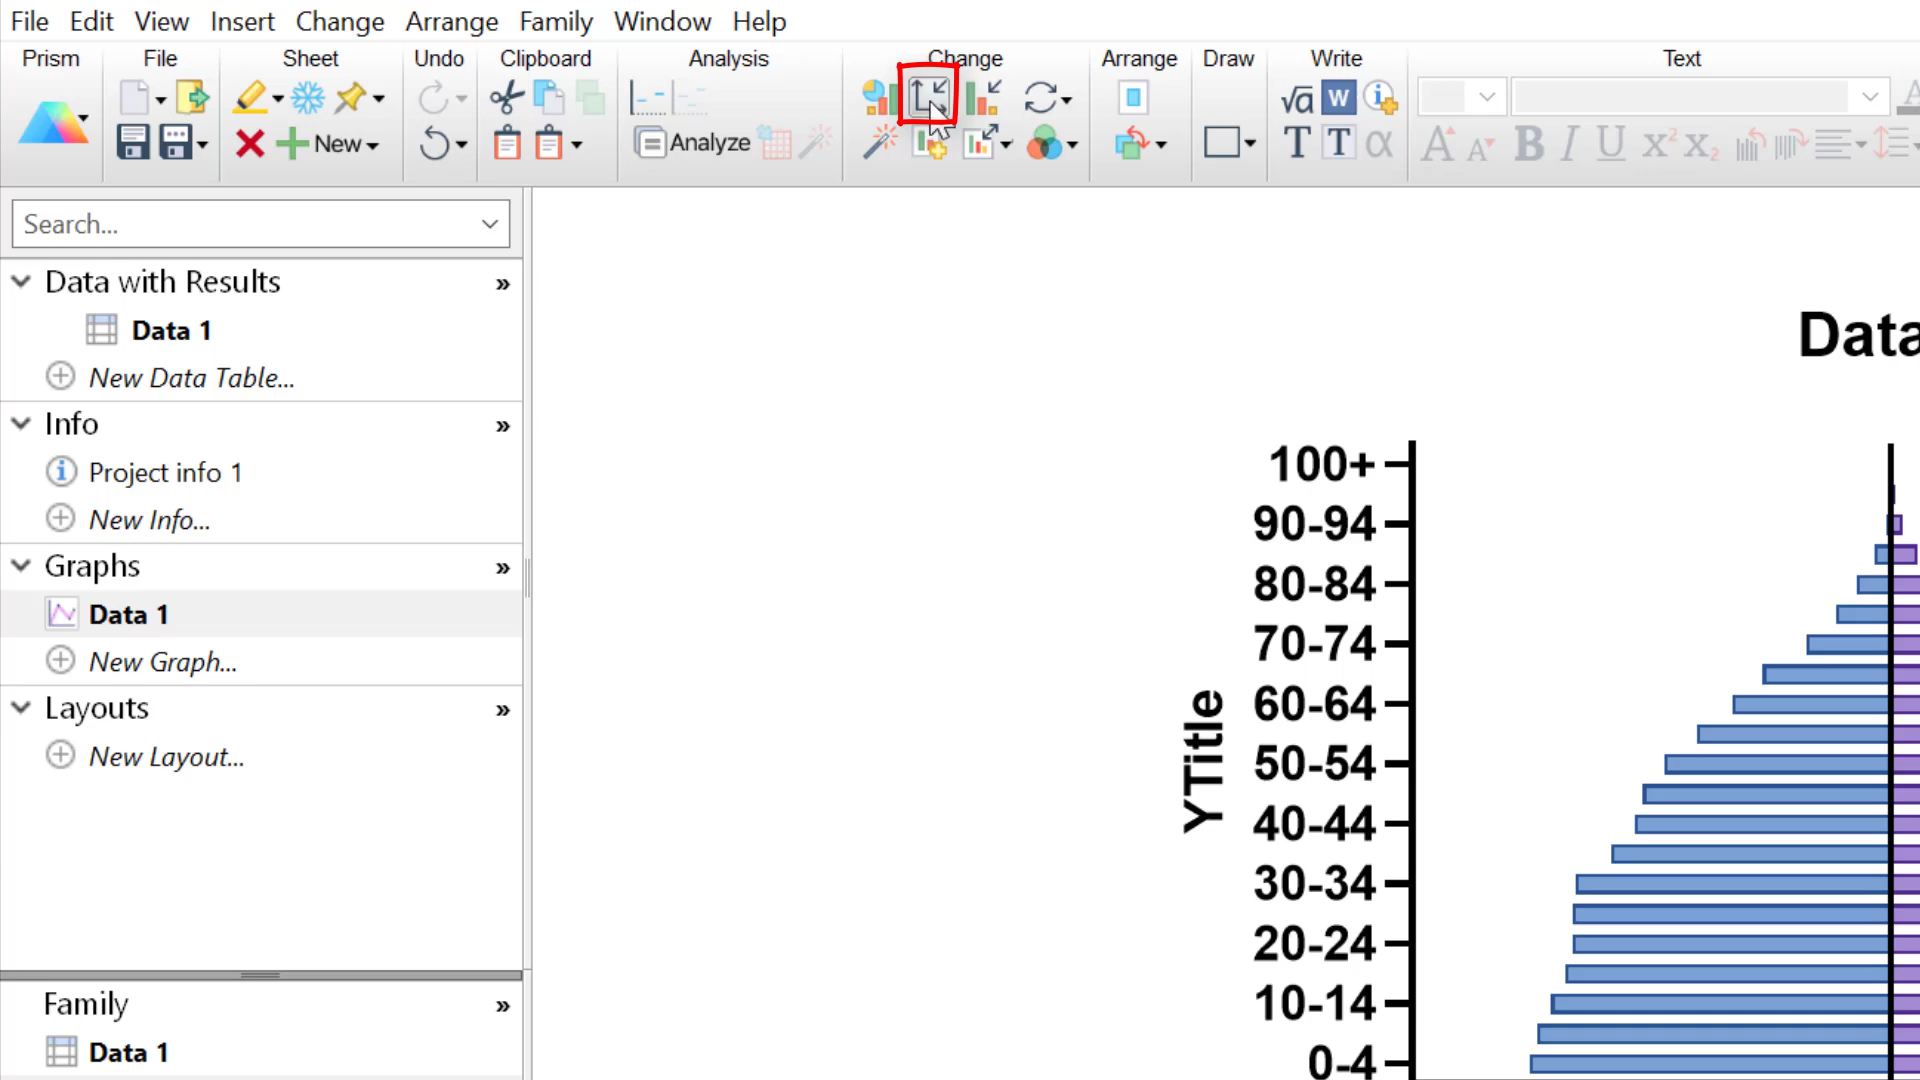 File Edit View Insert Change Arrange Family Window Help
Prism File Sheet Undo Clipboard Analysis Change Arrange Draw Write Text
√a W
New Analyze T T α A A B I U X² X₂
Search...
Data with Results »
Data 1
New Data Table...
Info »
Project info 1
New Info...
Graphs »
Data 1
New Graph...
Layouts »
New Layout...
Family »
Data 1
Data
YTitle
100+
90-94
80-84
70-74
60-64
50-54
40-44
30-34
20-24
10-14
0-4